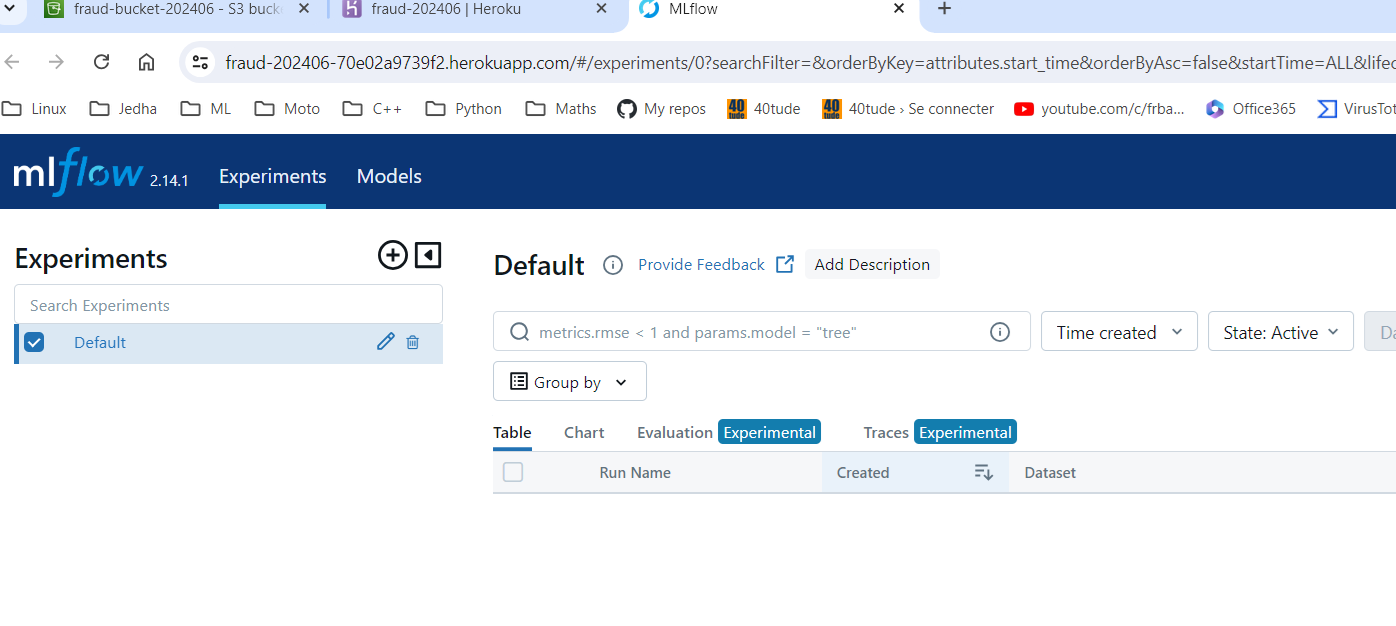 fraud-bucket-202406 - S3 buck
fraud-202406 | Heroku
MLflow
fraud-202406-70e02a9739f2.herokuapp.com/#/experiments/0?searchFilter=&orderByKey=attributes.start_time&orderByAsc=false&startTime=ALL&lifec
Linux Jedha ML Moto C++ Python Maths My repos 40tude 40tude › Se connecter youtube.com/c/frba... Office365 VirusTot
mlflow 2.14.1 Experiments Models
Experiments
Search Experiments
Default
Default Provide Feedback Add Description
metrics.rmse < 1 and params.model = "tree" Time created State: Active Da
Group by
Table Chart Evaluation Experimental Traces Experimental
Run Name Created Dataset